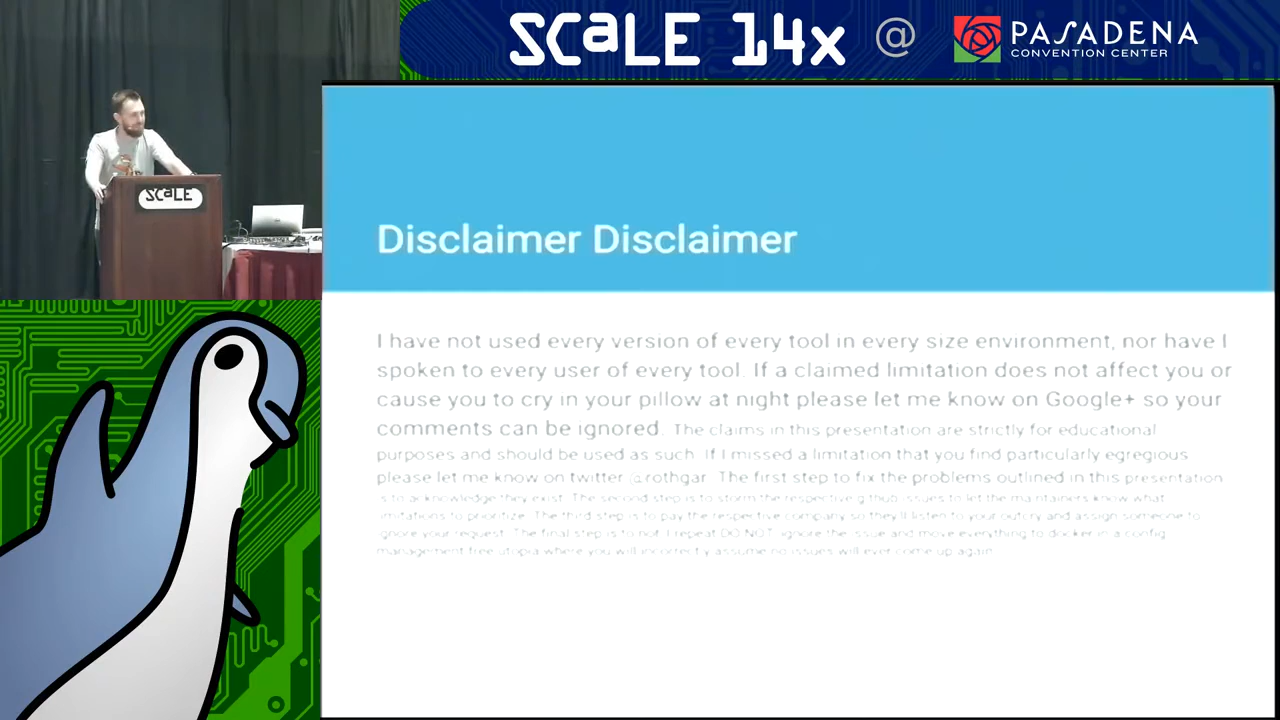 SCaLE 14x @ PASADENA
CONVENTION CENTER
SCaLE
Disclaimer Disclaimer
I have not used every version of every tool in every size environment, nor have I
spoken to every user of every tool. If a claimed limitation does not affect you or
cause you to cry in your pillow at night please let me know on Google+ so your
comments can be ignored. The claims in this presentation are strictly for educational
purposes and should be used as such. If I missed a limitation that you find particularly egregious
please let me know on twitter @rothgar. The first step to fix the problems outlined in this presentation
is to acknowledge they exist. The second step is to star the respective github issues to let the maintainers know what
limitations to prioritize. The third step is to pay the respective company so they'll listen to your outcry and assign someone to
ignore your request. The final step is to not, I repeat DO NOT, ignore the issue and move everything to docker in a config
management free utopia where you will incorrectly assume no issues will ever come up again.